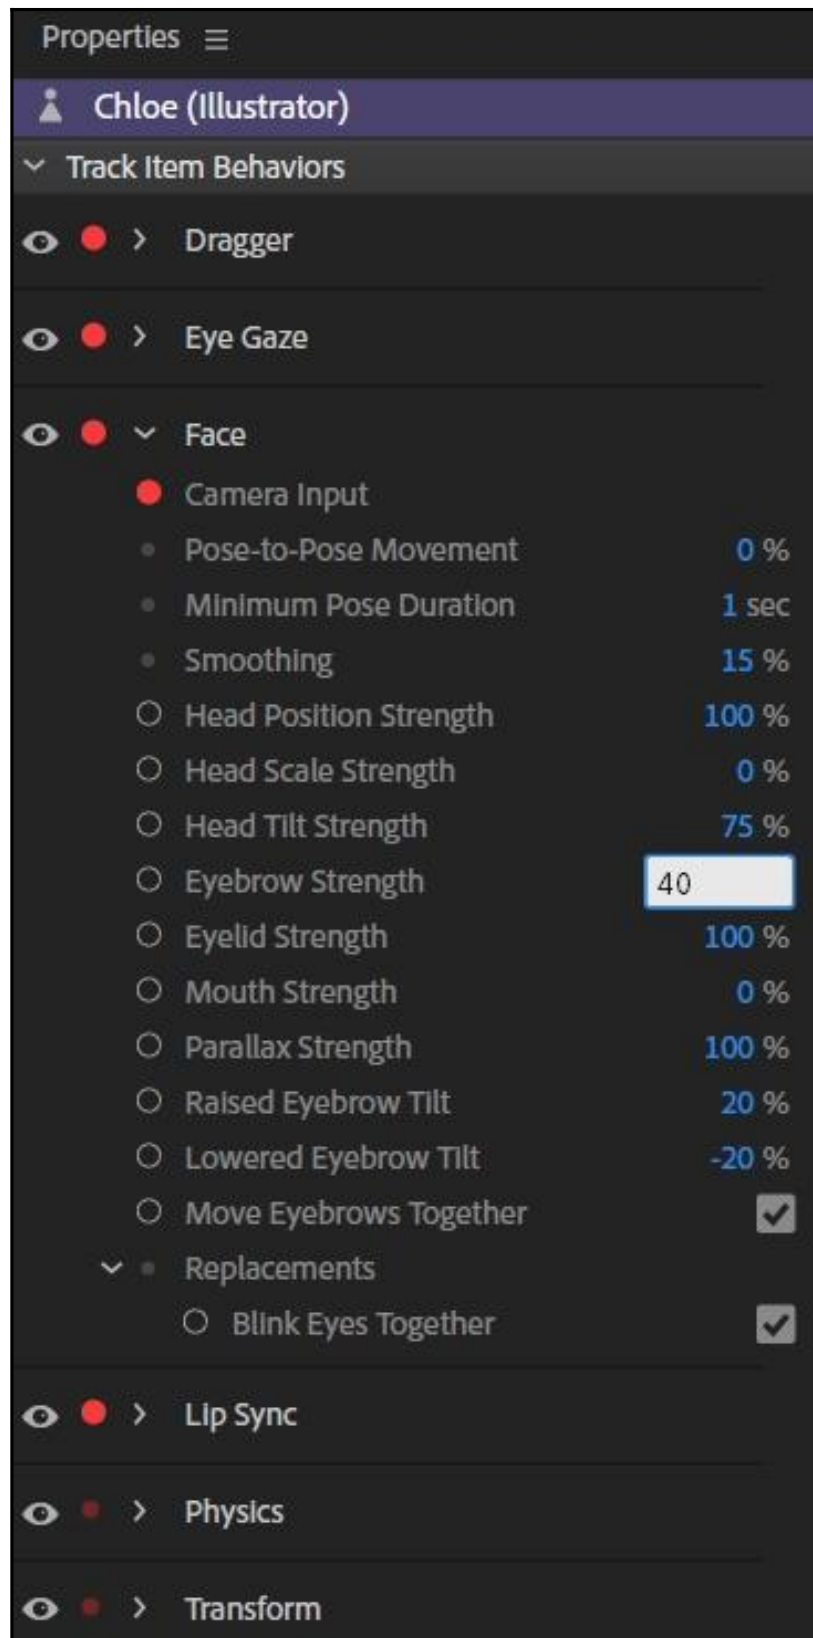 Properties
Chloe (Illustrator)
Track Item Behaviors
Dragger
Eye Gaze
Face
Camera Input
Pose-to-Pose Movement 0 %
Minimum Pose Duration 1 sec
Smoothing 15 %
Head Position Strength 100 %
Head Scale Strength 0 %
Head Tilt Strength 75 %
Eyebrow Strength 40
Eyelid Strength 100 %
Mouth Strength 0 %
Parallax Strength 100 %
Raised Eyebrow Tilt 20 %
Lowered Eyebrow Tilt -20 %
Move Eyebrows Together
Replacements
Blink Eyes Together
Lip Sync
Physics
Transform